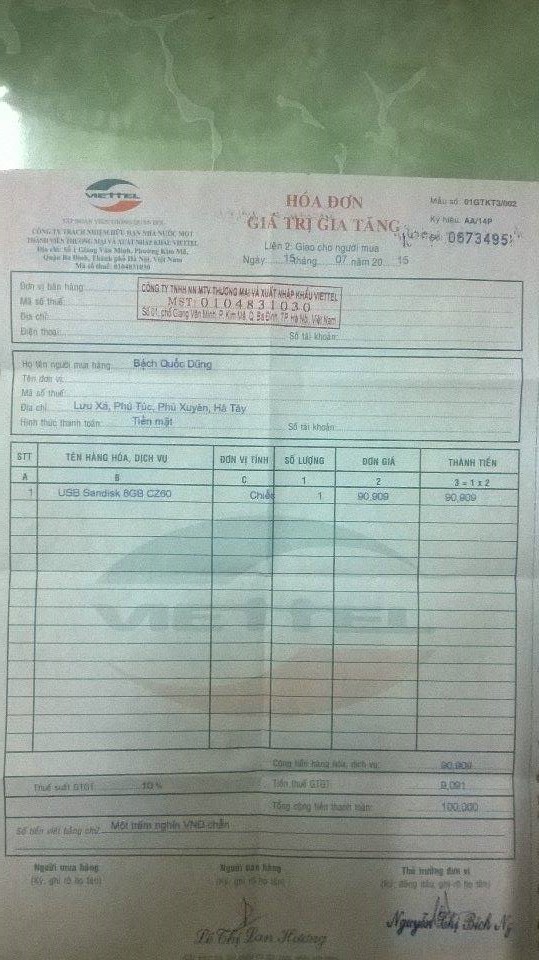 VIETTEL
TẬP ĐOÀN VIỄN THÔNG QUÂN ĐỘI
CÔNG TY TRÁCH NHIỆM HỮU HẠN NHÀ NƯỚC MỘT
THÀNH VIÊN THƯƠNG MẠI VÀ XUẤT NHẬP KHẨU VIETTEL
Địa chỉ: Số 1 Giang Văn Minh, Phường Kim Mã,
Quận Ba Đình, Thành phố Hà Nội, Việt Nam
Mã số thuế: 0104831030
HÓA ĐƠN
GIÁ TRỊ GIA TĂNG
Liên 2: Giao cho người mua
Ngày 15 tháng 07 năm 20 15
Mẫu số: 01GTKT3/002
Ký hiệu: AA/14P
Số: 0573495
Đơn vị bán hàng:
Mã số thuế:
Địa chỉ:
Điện thoại:
Số tài khoản:
CÔNG TY TNHH NN MTV THƯƠNG MẠI VÀ XUẤT NHẬP KHẨU VIETTEL
MST: 0104831030
Số 01, phố Giang Văn Minh, P. Kim Mã, Q. Ba Đình, TP. Hà Nội, Việt Nam
Họ tên người mua hàng: Bạch Quốc Dũng
Tên đơn vị:
Mã số thuế:
Địa chỉ: Lưu Xá, Phú Túc, Phú Xuyên, Hà Tây
Hình thức thanh toán: Tiền mặt
Số tài khoản:
STT TÊN HÀNG HÓA, DỊCH VỤ ĐƠN VỊ TÍNH SỐ LƯỢNG ĐƠN GIÁ THÀNH TIỀN
A B C 1 2 3 = 1 x 2
1 USB Sandisk 8GB CZ60 Chiếc 1 90,909 90,909
VIETTEL
Cộng tiền hàng hóa, dịch vụ: 90,909
Thuế suất GTGT: 10 % Tiền thuế GTGT: 9,091
Tổng cộng tiền thanh toán: 100,000
Số tiền viết bằng chữ: Một trăm nghìn VNĐ chẵn
Người mua hàng Người bán hàng Thủ trưởng đơn vị
(Ký, ghi rõ họ tên) (Ký, ghi rõ họ tên) (Ký, đóng dấu, ghi rõ họ tên)
Lê Thị Lan Hương
Nguyễn Thị Bích